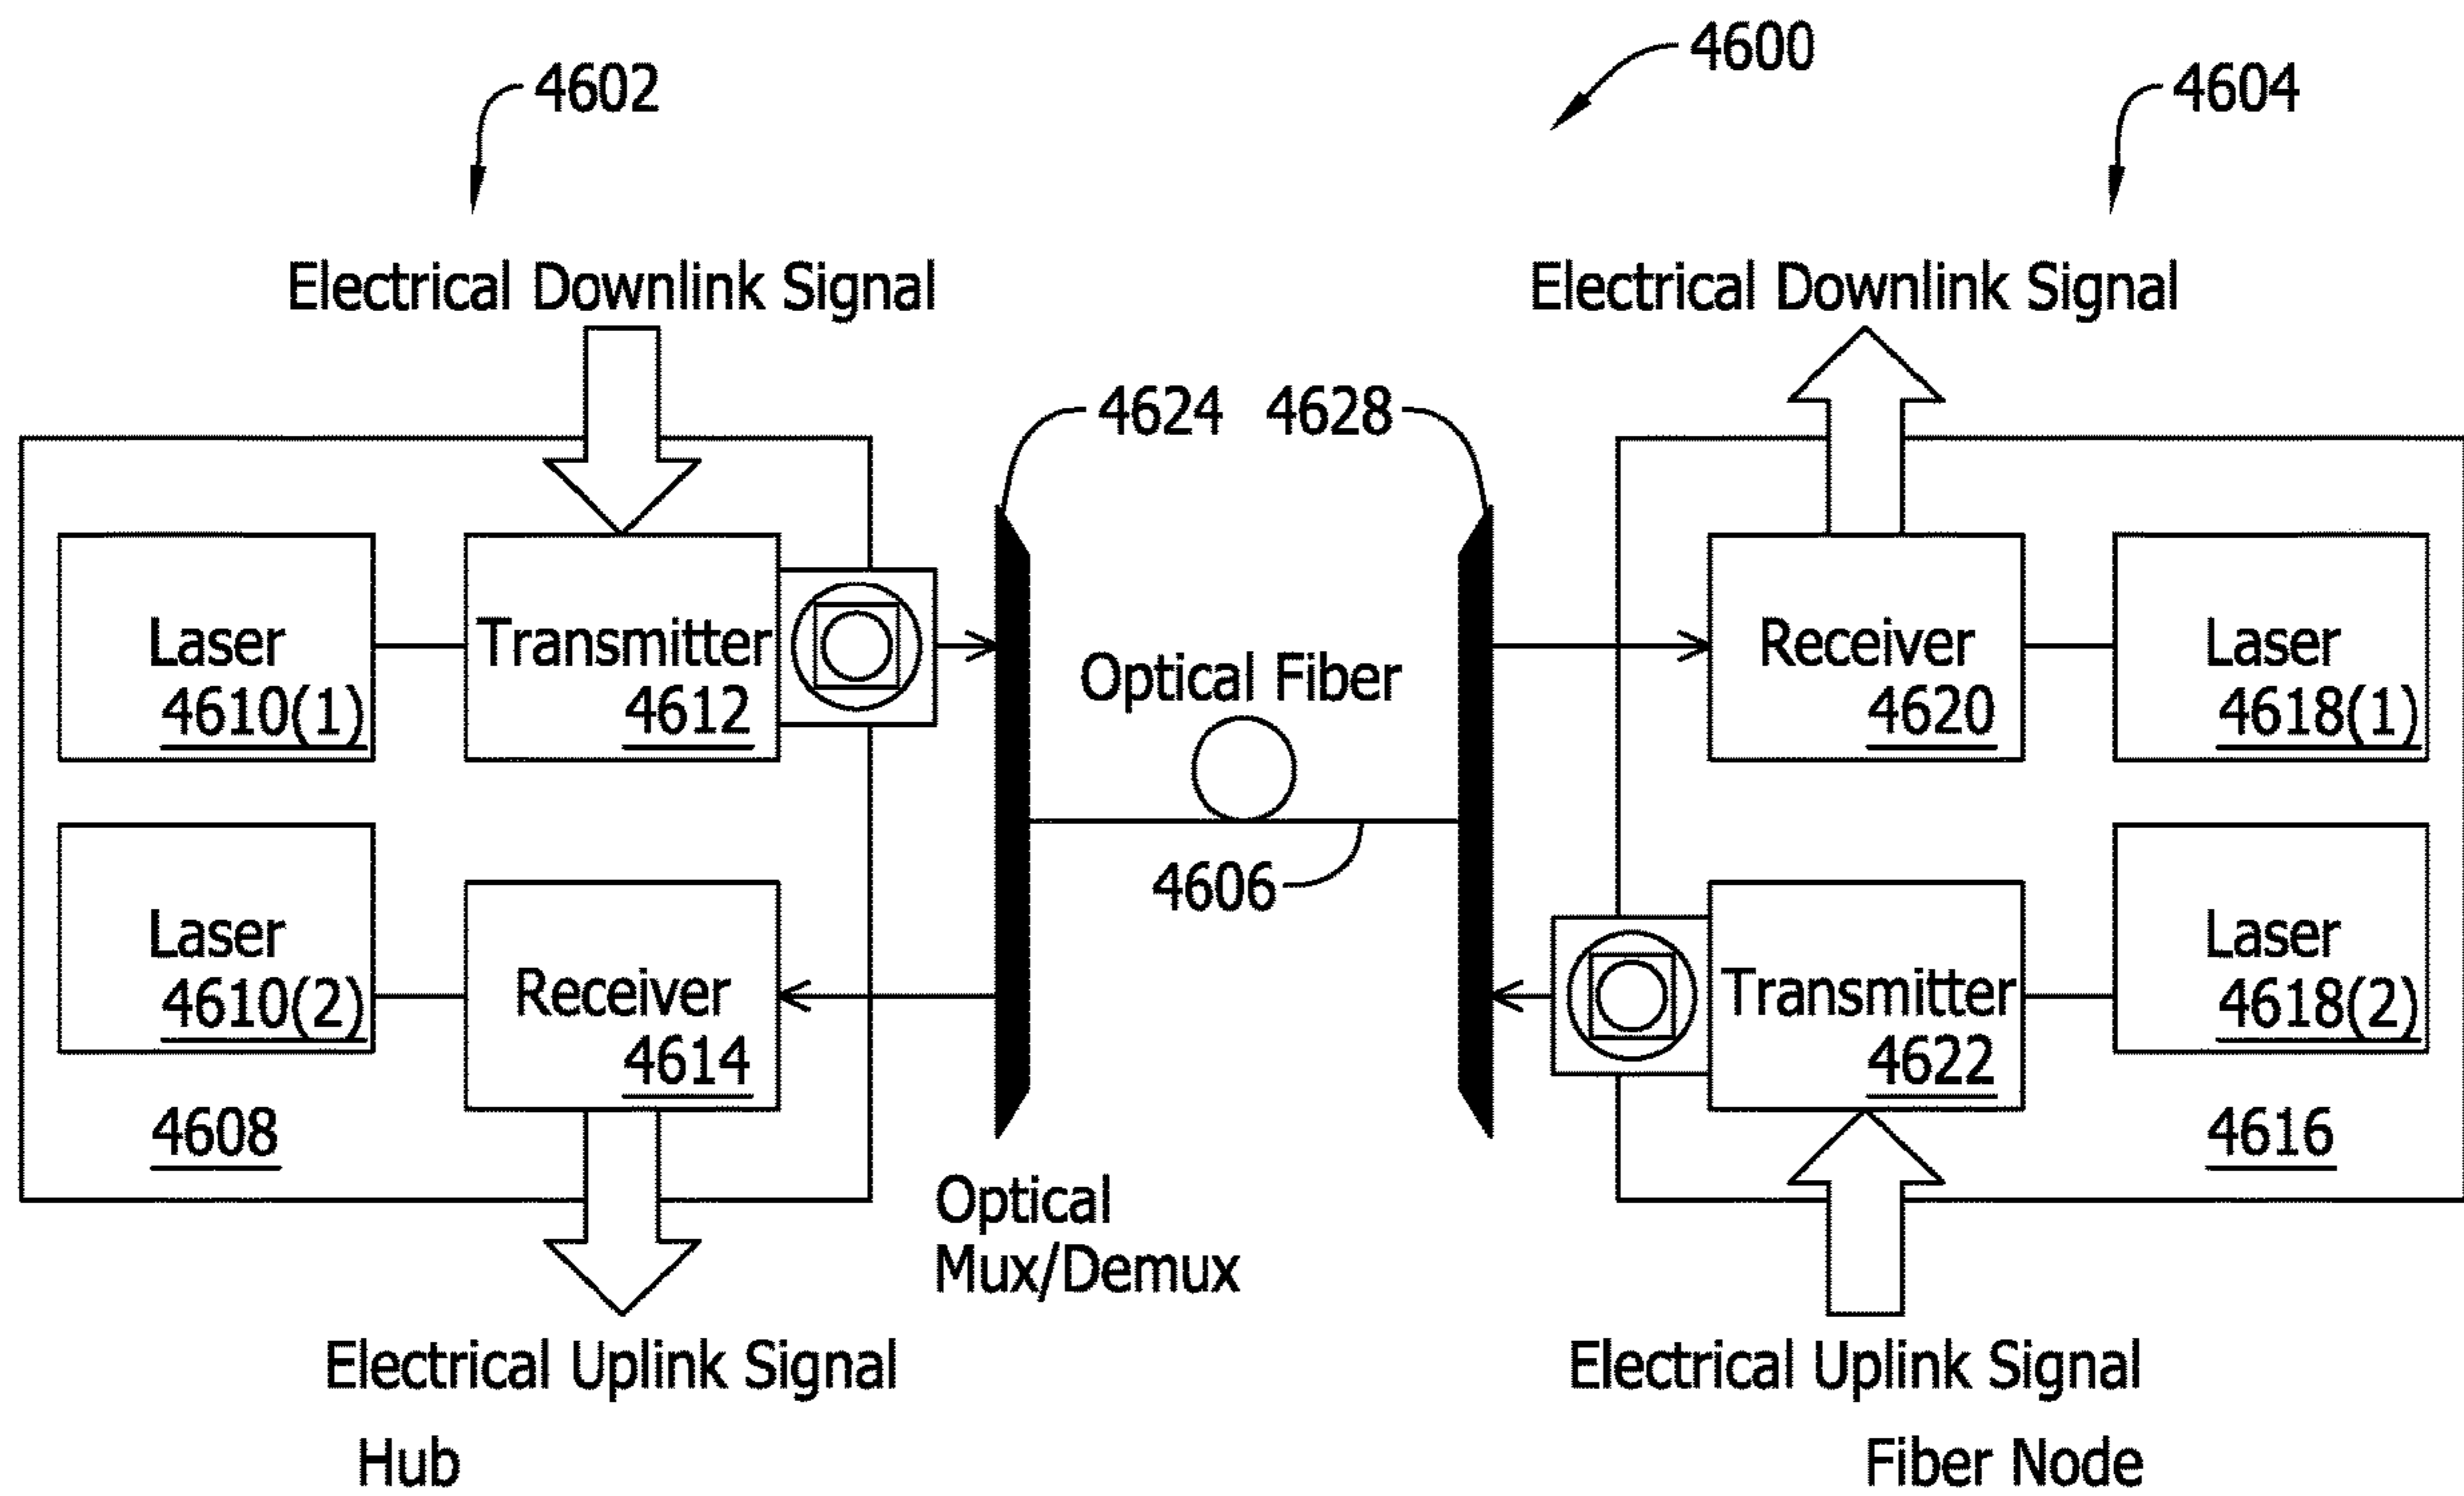 4600
4602
4604
Electrical Downlink Signal
Electrical Downlink Signal
4624
4628
Laser
4610(1)
Transmitter
4612
Optical Fiber
Receiver
4620
Laser
4618(1)
4606
Laser
4610(2)
Receiver
4614
Transmitter
4622
Laser
4618(2)
4608
4616
Optical
Mux/Demux
Electrical Uplink Signal
Electrical Uplink Signal
Hub
Fiber Node